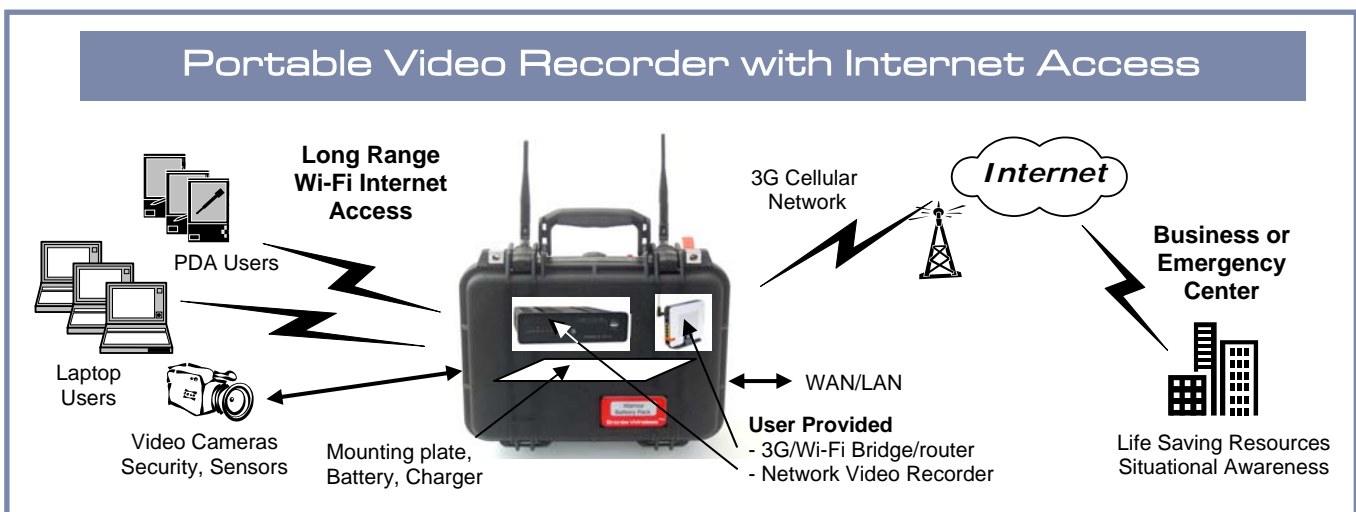 Portable Video Recorder with Internet Access
Long Range
Wi-Fi Internet
Access
PDA Users
Laptop
Users
Video Cameras
Security, Sensors
Mounting plate,
Battery, Charger
3G Cellular
Network
Internet
Business or
Emergency
Center
WAN/LAN
User Provided
- 3G/Wi-Fi Bridge/router
- Network Video Recorder
Life Saving Resources
Situational Awareness
Battery Pack